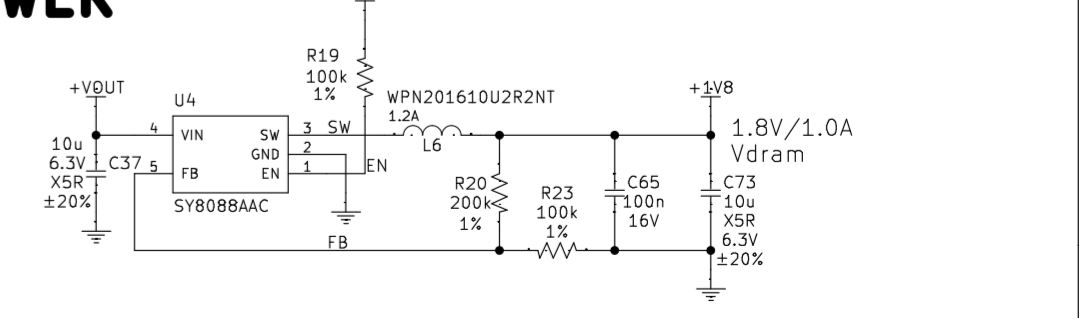 WER
R19
100k
1%
+VOUT
U4
WPN201610U2R2NT
1.2A
+1V8
4
VIN
SW
3
SW
L6
1.8V/1.0A
Vdram
10u
6.3V
X5R
±20%
C37
GND
2
5
FB
EN
1
EN
SY8088AAC
R20
200k
1%
R23
100k
1%
C65
100n
16V
C73
10u
X5R
6.3V
±20%
FB